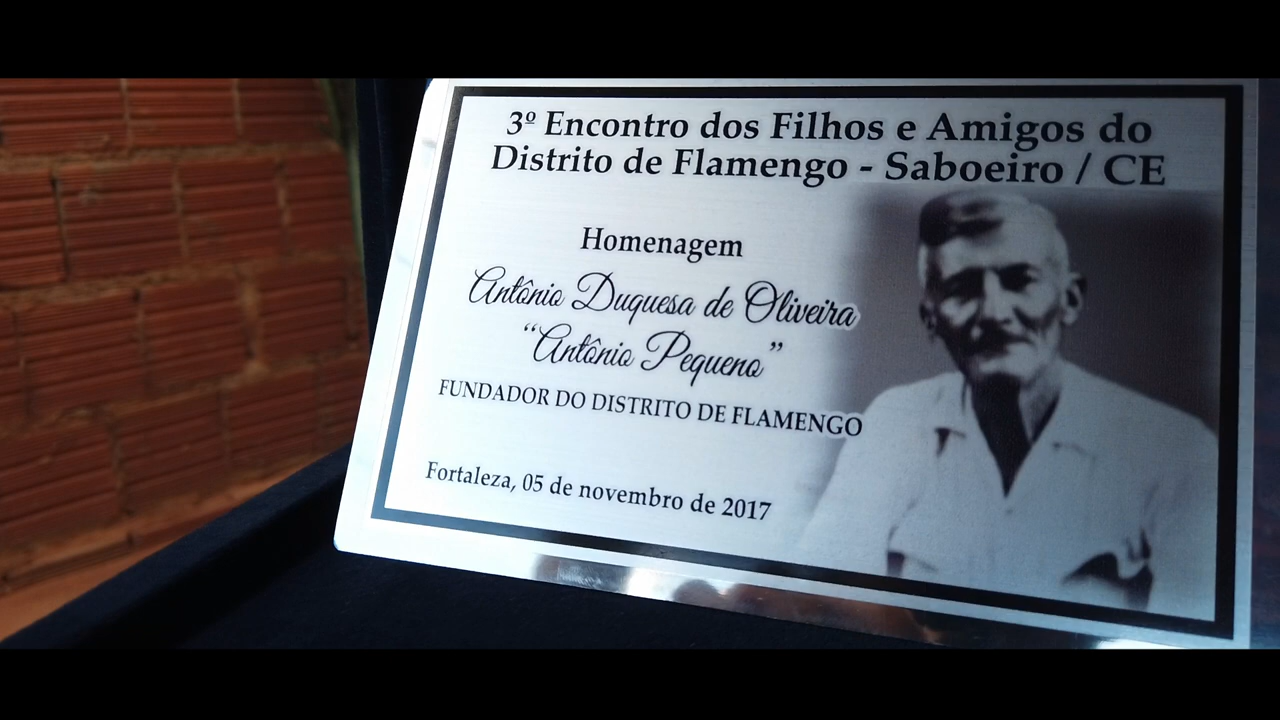 3º Encontro dos Filhos e Amigos do
Distrito de Flamengo - Saboeiro / CE
Homenagem
Antônio Duquesa de Oliveira
“Antônio Pequeno”
FUNDADOR DO DISTRITO DE FLAMENGO
Fortaleza, 05 de novembro de 2017